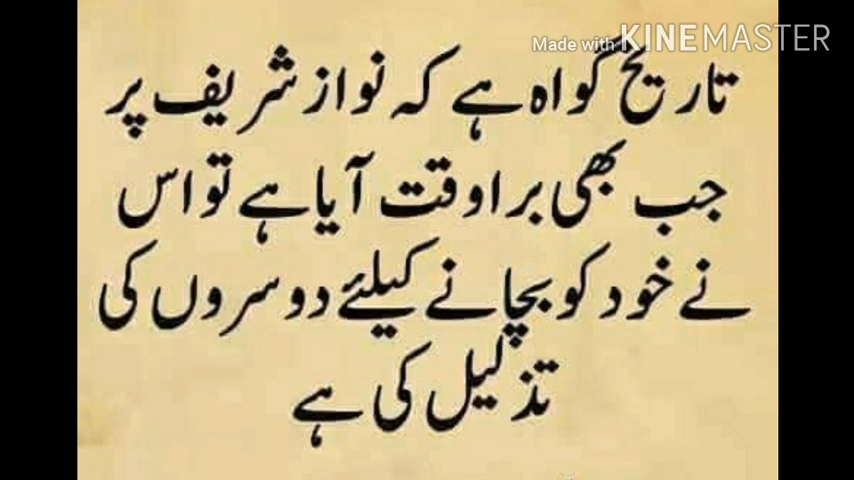 Made with KINEMASTER
تاریخ گواہ ہے کہ نواز شریف پر
جب بھی برا وقت آیا ہے تو اس
نے خود کو بچانے کیلئے دوسروں کی
تذلیل کی ہے